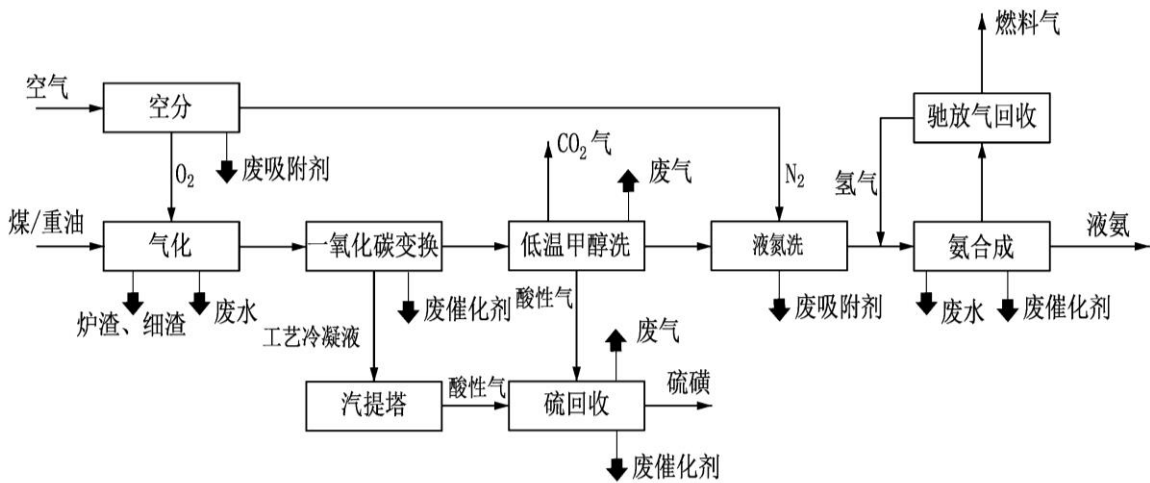 燃料气
空气
空分
驰放气回收
CO₂气
废气
O₂
废吸附剂
N₂
氢气
煤/重油
气化
一氧化碳变换
低温甲醇洗
液氮洗
氨合成
液氨
炉渣、细渣
废水
工艺冷凝液
废催化剂
酸性气
废气
废吸附剂
废水
废催化剂
汽提塔
酸性气
硫回收
硫磺
废催化剂